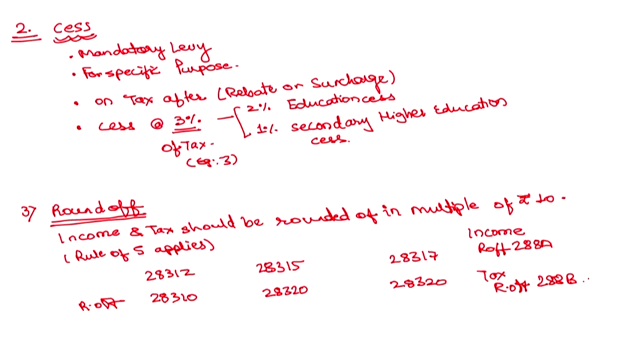 2. Cess
• Mandatory Levy
• For specific Purpose.
• on Tax after (Rebate or Surcharge)
• cess @ 3% — 2% Education cess
of Tax. 1% secondary Higher Education cess.
(eq:3)
3) Round off
Income & Tax should be rounded of in multiple of ₹ 10.
(Rule of 5 applies)
Income
R.off 288A
28312 28315 28317
Tax
R.off 288B..
R.off 28310 28320 28320